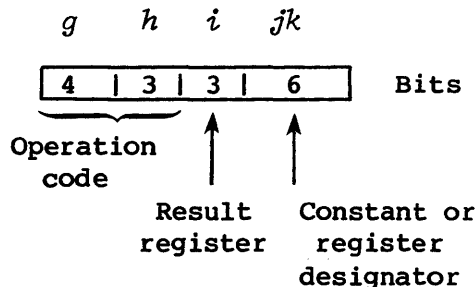 g h i jk
4 | 3 | 3 | 6 Bits
Operation
code
Result Constant or
register register
designator